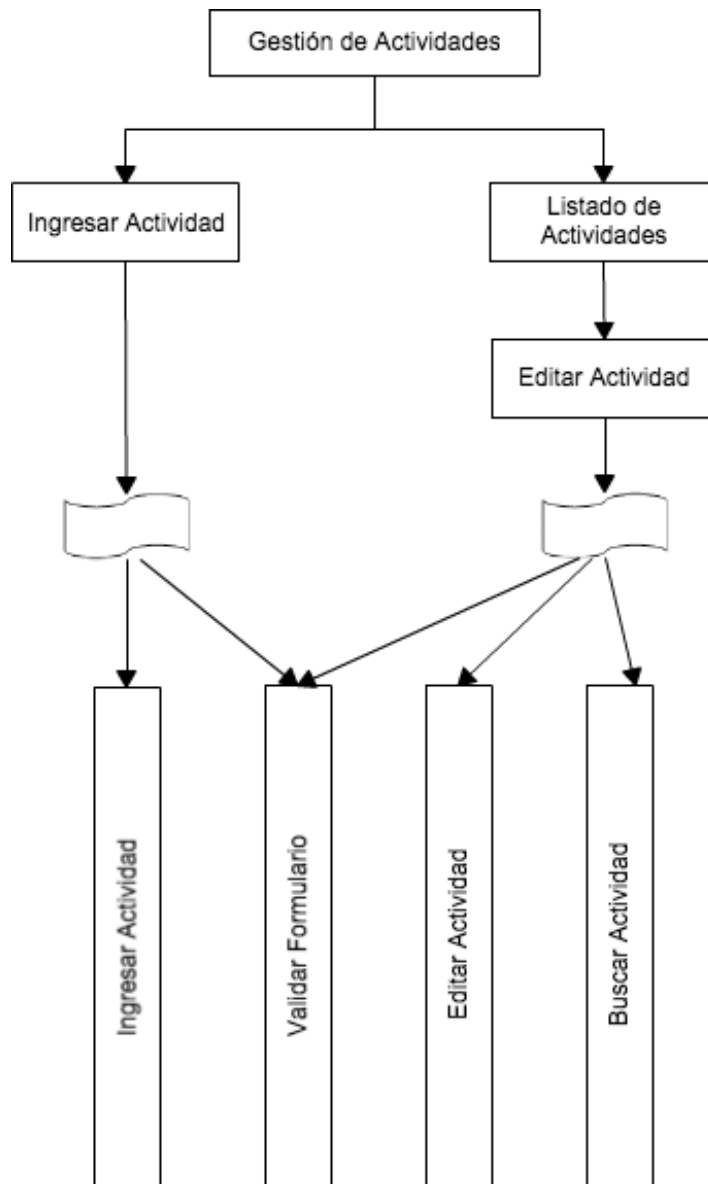 Gestión de Actividades
Ingresar Actividad
Listado de
Actividades
Editar Actividad
Ingresar Actividad
Validar Formulario
Editar Actividad
Buscar Actividad